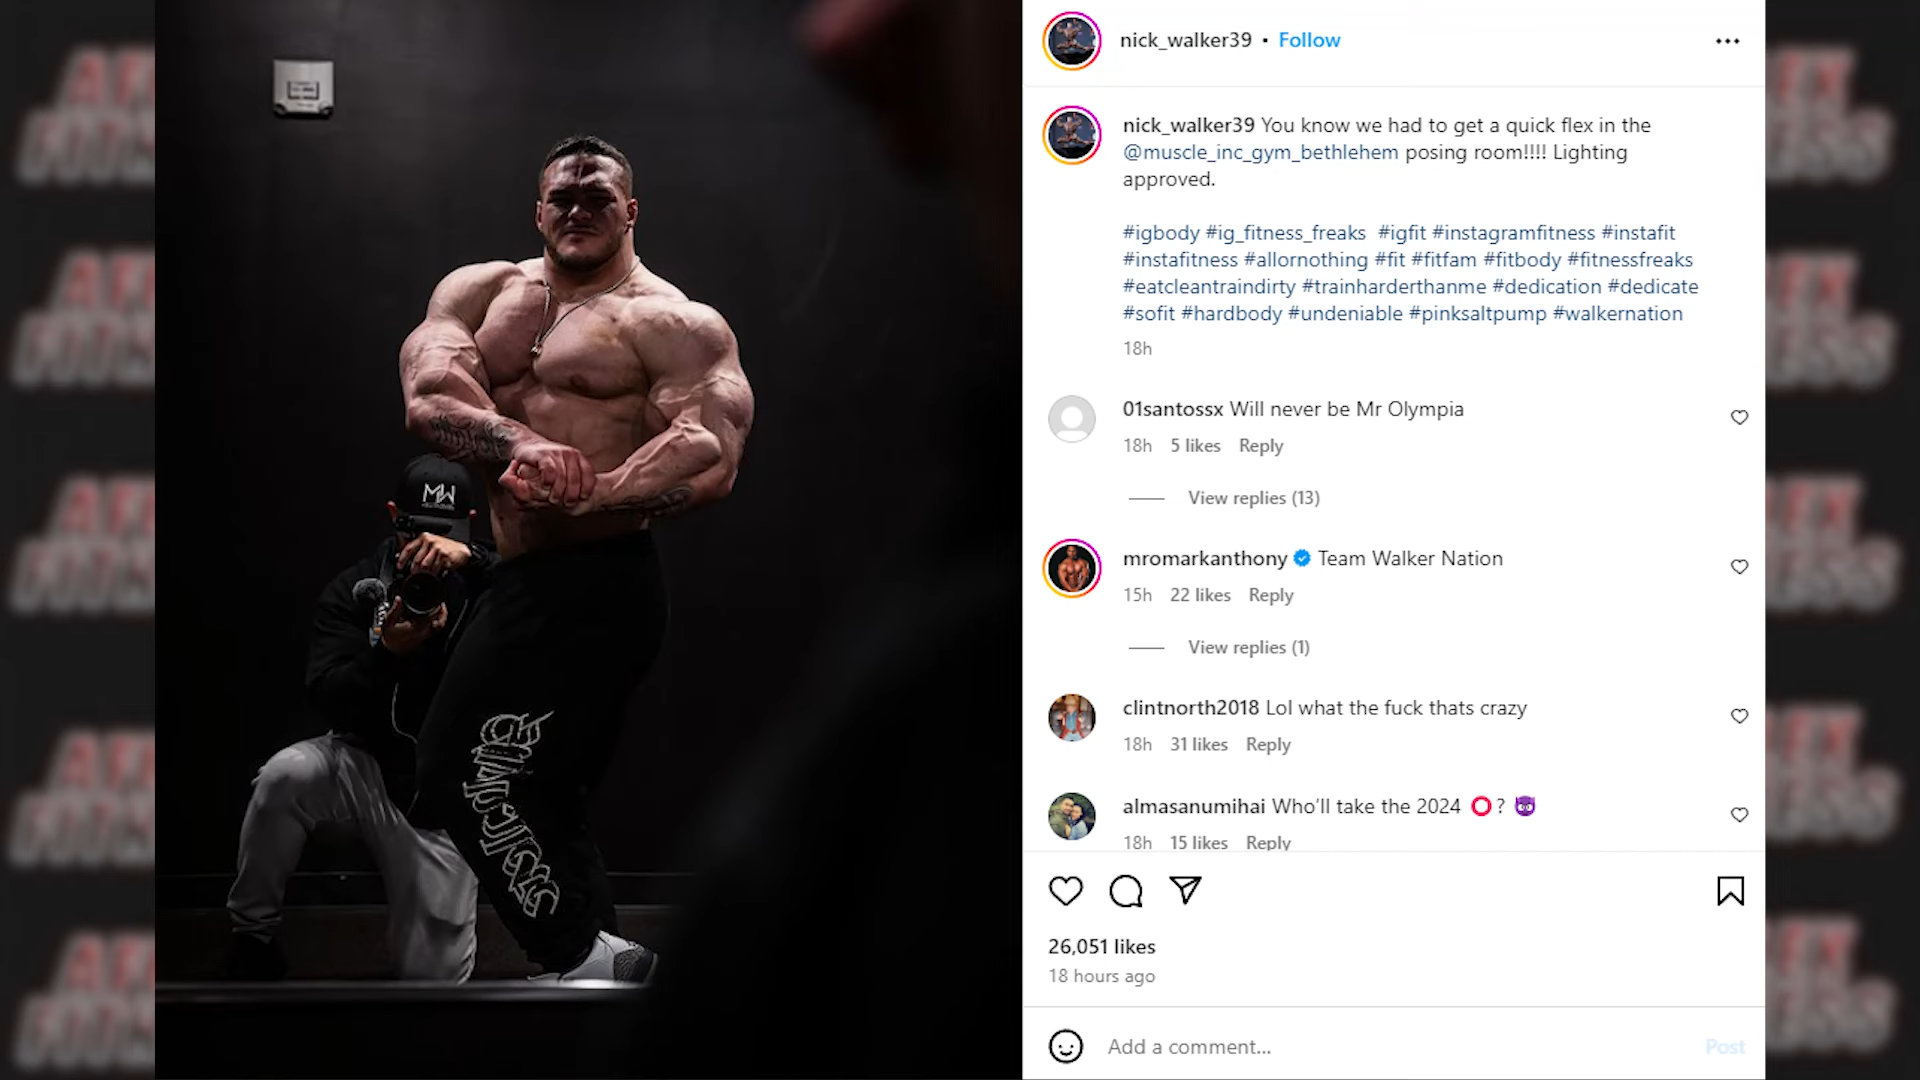 nick_walker39 • Follow
nick_walker39 You know we had to get a quick flex in the
@muscle_inc_gym_bethlehem posing room!!!! Lighting
approved.
#igbody #ig_fitness_freaks #igfit #instagramfitness #instafit
#instafitness #allornothing #fit #fitfam #fitbody #fitnessfreaks
#eatcleantraindirty #trainharderthanme #dedication #dedicate
#sofit #hardbody #undeniable #pinksaltpump #walkernation
18h
01santossx Will never be Mr Olympia
18h 5 likes Reply
View replies (13)
mromarkanthony Team Walker Nation
15h 22 likes Reply
View replies (1)
clintnorth2018 Lol what the fuck thats crazy
18h 31 likes Reply
almasanumihai Who'll take the 2024 ⭕? 😈
18h 15 likes Reply
26,051 likes
18 hours ago
Add a comment...
Post
MW